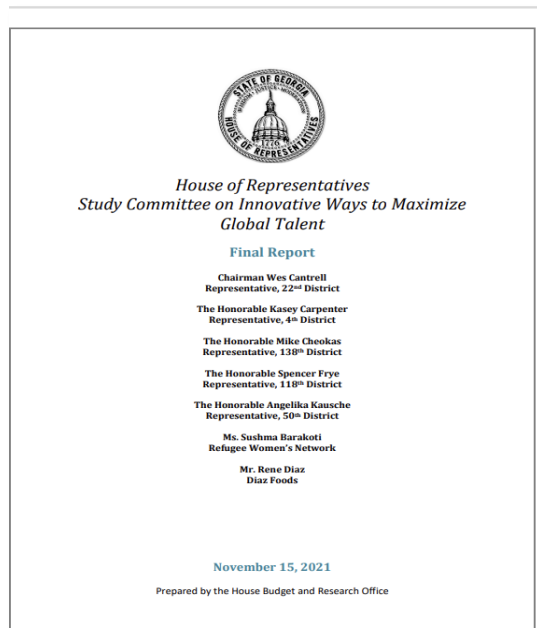 STATE OF GEORGIA
WISDOM · JUSTICE · MODERATION
1776
HOUSE OF REPRESENTATIVES
House of Representatives
Study Committee on Innovative Ways to Maximize
Global Talent
Final Report
Chairman Wes Cantrell
Representative, 22nd District
The Honorable Kasey Carpenter
Representative, 4th District
The Honorable Mike Cheokas
Representative, 138th District
The Honorable Spencer Frye
Representative, 118th District
The Honorable Angelika Kausche
Representative, 50th District
Ms. Sushma Barakoti
Refugee Women's Network
Mr. Rene Diaz
Diaz Foods
November 15, 2021
Prepared by the House Budget and Research Office